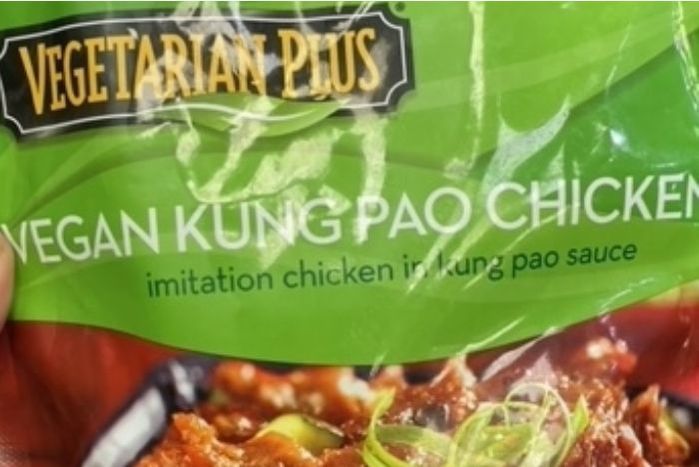 VEGETARIAN PLUS
VEGAN KUNG PAO CHICKEN
imitation chicken in kung pao sauce